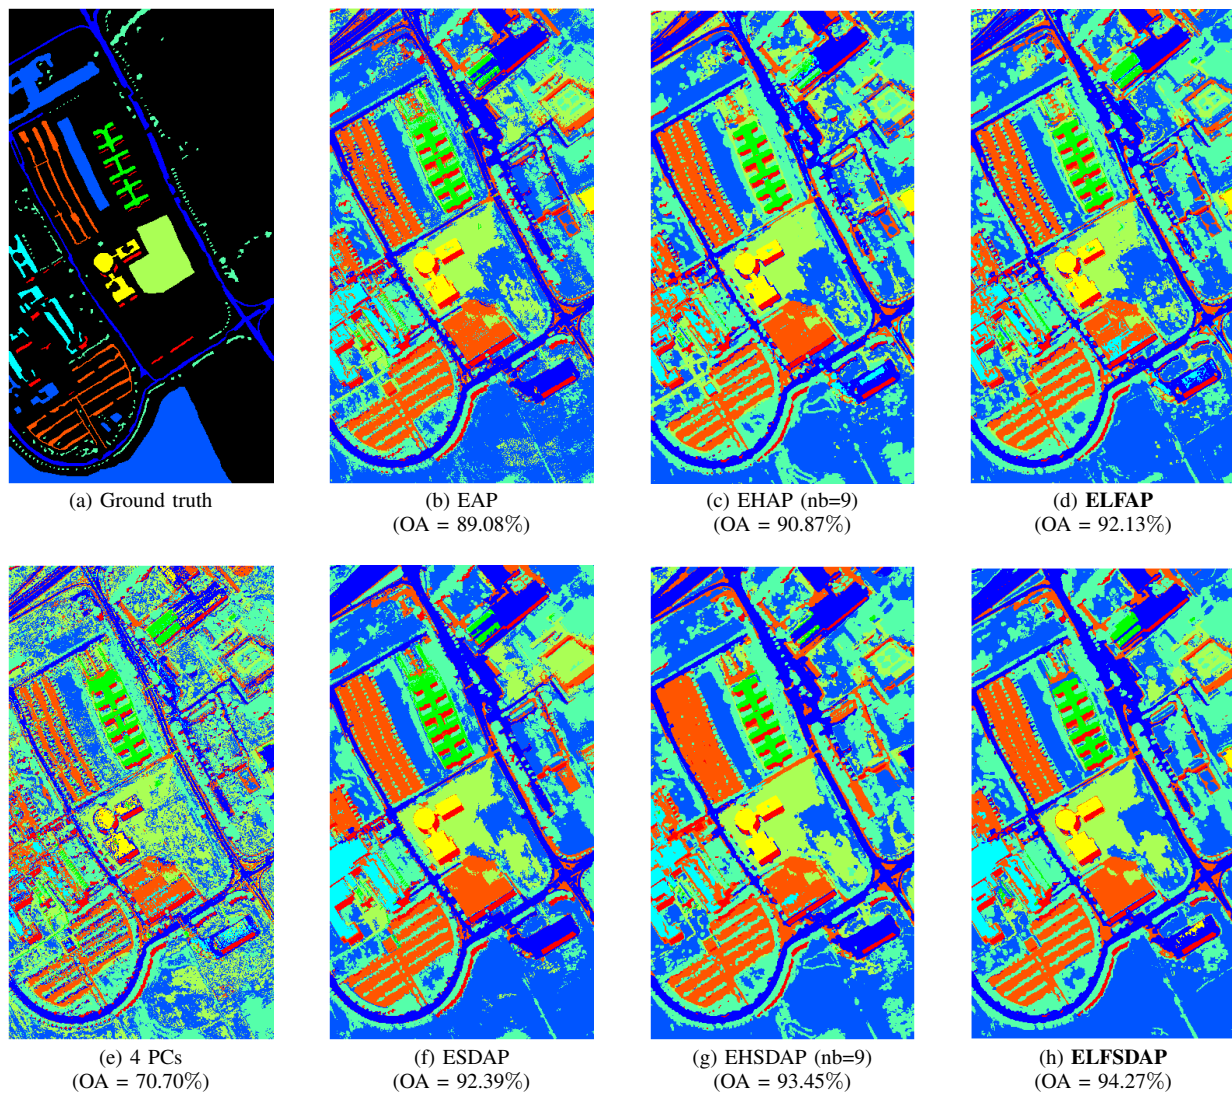 (a) Ground truth
(b) EAP
(OA = 89.08%)
(c) EHAP (nb=9)
(OA = 90.87%)
(d) ELFAP
(OA = 92.13%)
(e) 4 PCs
(OA = 70.70%)
(f) ESDAP
(OA = 92.39%)
(g) EHSDAP (nb=9)
(OA = 93.45%)
(h) ELFSDAP
(OA = 94.27%)